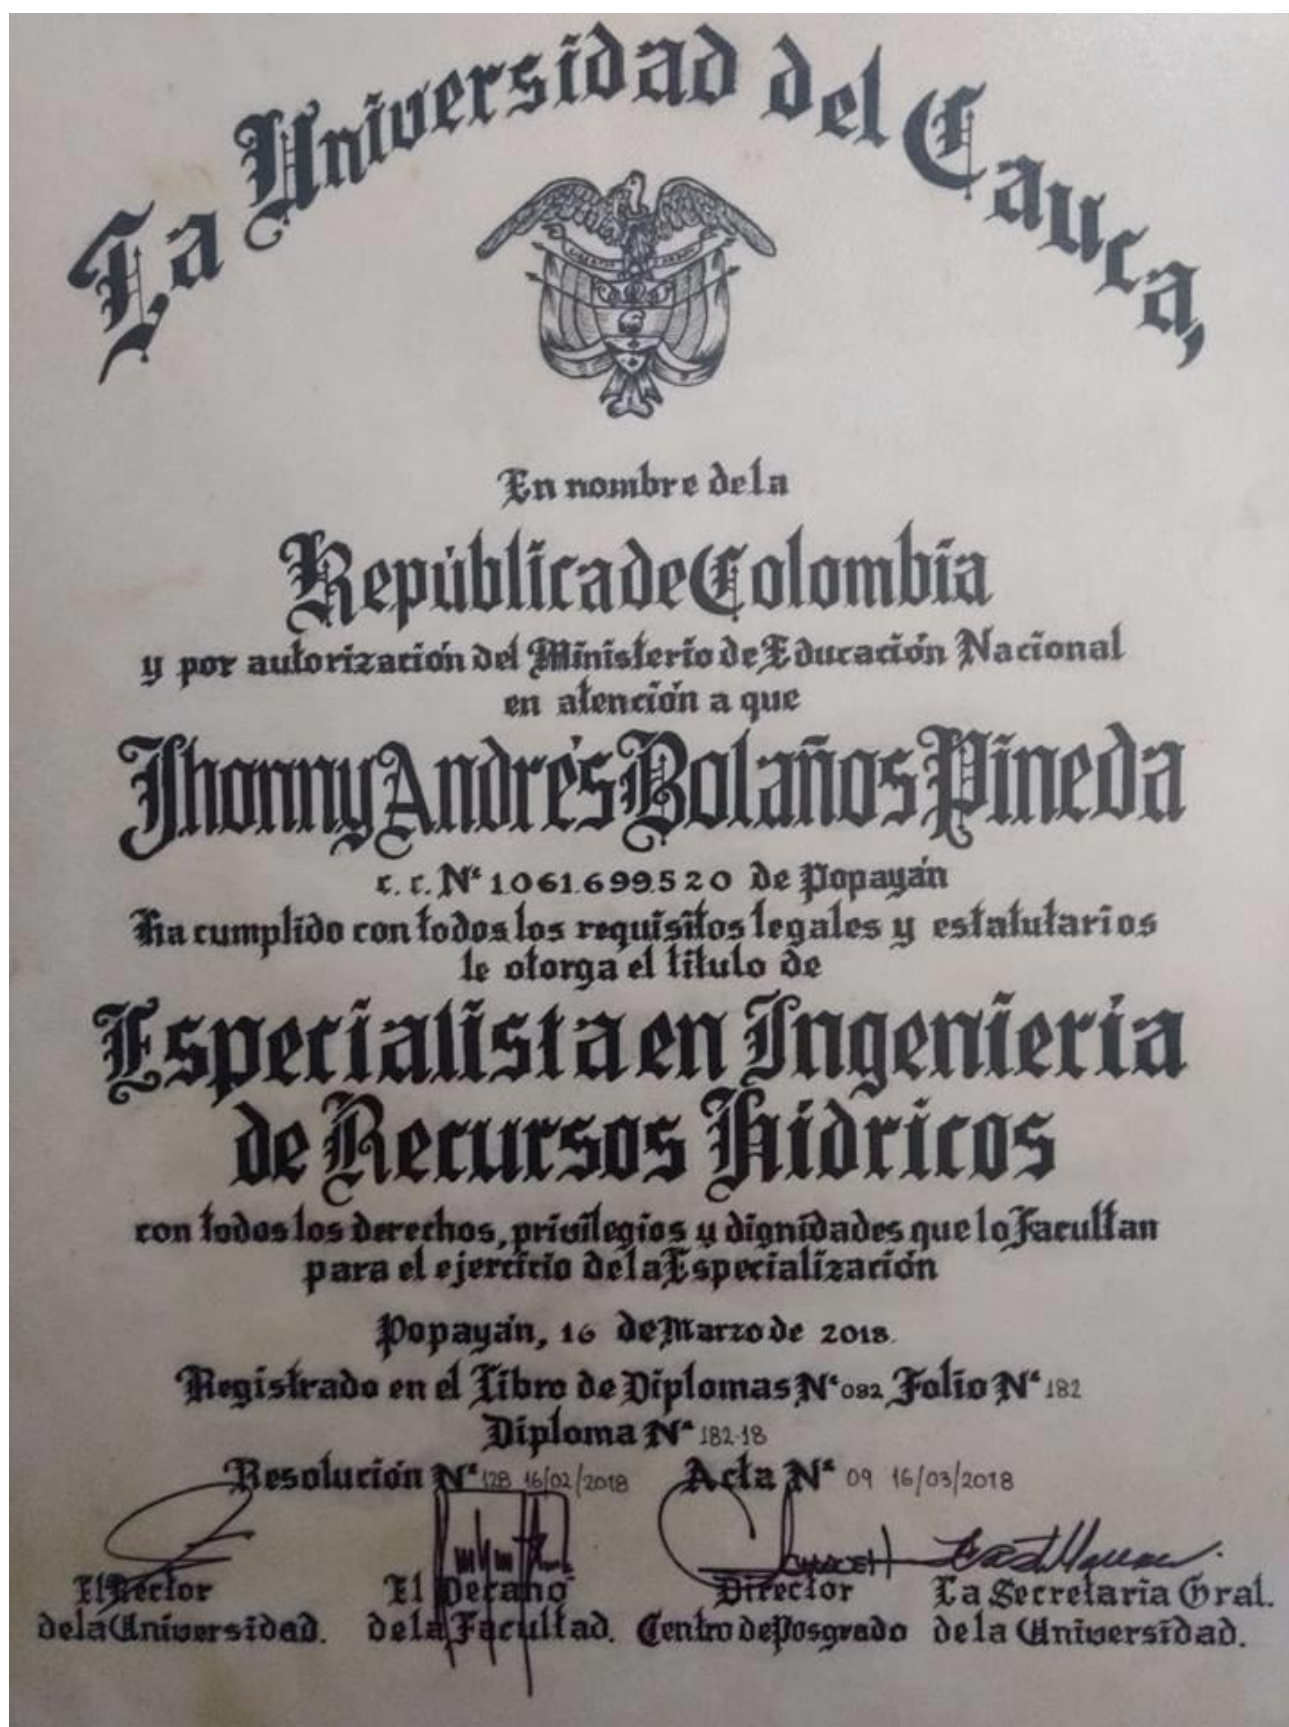 La Universidad del Cauca,
En nombre de la
República de Colombia
y por autorización del Ministerio de Educación Nacional
en atención a que
Jhonny Andrés Bolaños Pineda
c. c. Nº 1.061.699.520 de Popayán
Ha cumplido con todos los requisitos legales y estatutarios
le otorga el título de
Especialista en Ingeniería
de Recursos Hídricos
con todos los derechos, privilegios y dignidades que lo Facultan
para el ejercicio de la Especialización
Popayán, 16 de Marzo de 2018.
Registrado en el Libro de Diplomas Nº 082 Folio Nº 182
Diploma Nº 182-18
Resolución Nº 128 16/02/2018 Acta Nº 09 16/03/2018
El Rector El Decano Director La Secretaria Gral.
de la Universidad. de la Facultad. Centro de Posgrado de la Universidad.